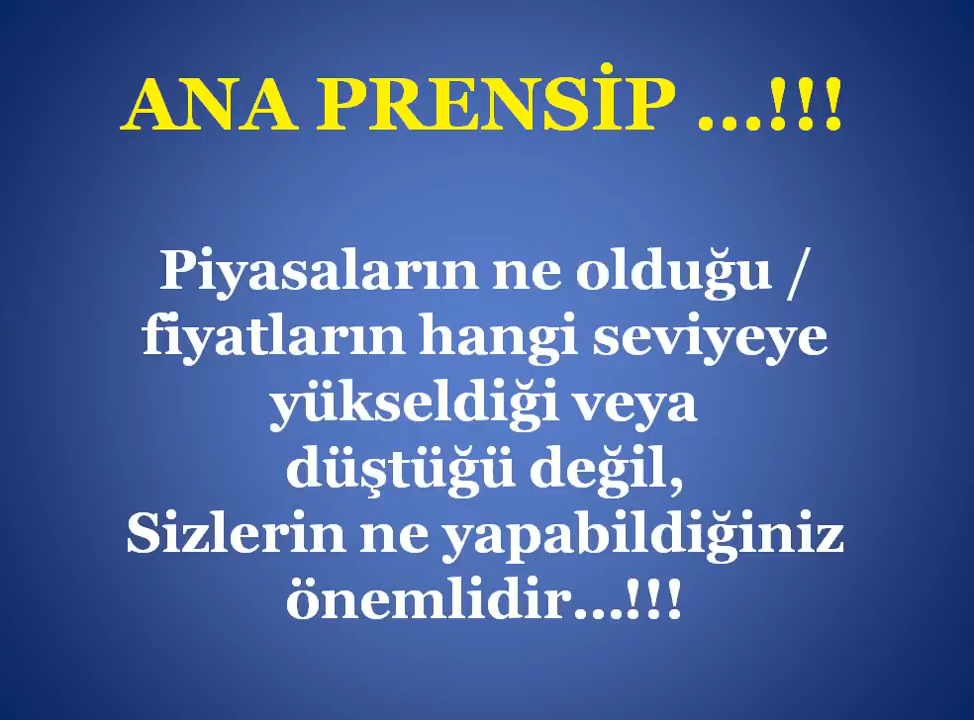 ANA PRENSİP ...!!!
Piyasaların ne olduğu /
fiyatların hangi seviyeye
yükseldiği veya
düştüğü değil,
Sizlerin ne yapabildiğiniz
önemlidir...!!!